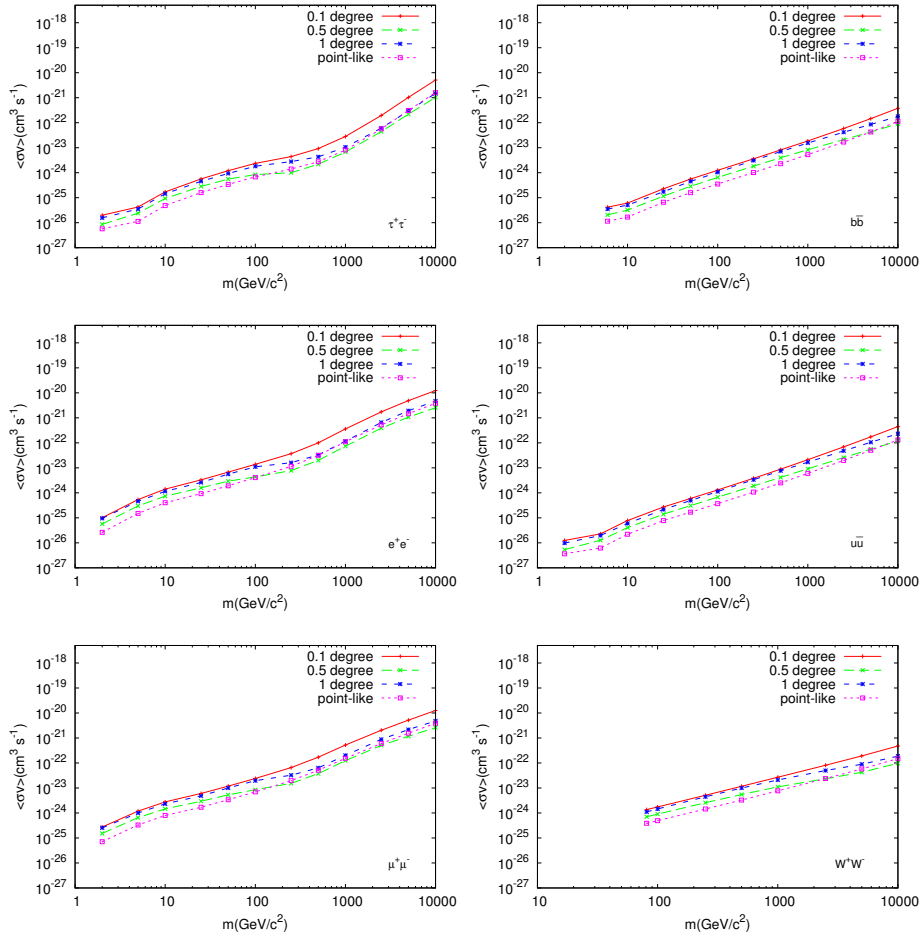 10⁻¹⁸
10⁻¹⁹
10⁻²⁰
10⁻²¹
10⁻²²
10⁻²³
10⁻²⁴
10⁻²⁵
10⁻²⁶
10⁻²⁷
<σv>(cm³ s⁻¹)
0.1 degree
0.5 degree
1 degree
point-like
τ⁺τ⁻
1 10 100 1000 10000
m(GeV/c²)
10⁻¹⁸
10⁻¹⁹
10⁻²⁰
10⁻²¹
10⁻²²
10⁻²³
10⁻²⁴
10⁻²⁵
10⁻²⁶
10⁻²⁷
<σv>(cm³ s⁻¹)
0.1 degree
0.5 degree
1 degree
point-like
bb̅
1 10 100 1000 10000
m(GeV/c²)
10⁻¹⁸
10⁻¹⁹
10⁻²⁰
10⁻²¹
10⁻²²
10⁻²³
10⁻²⁴
10⁻²⁵
10⁻²⁶
10⁻²⁷
<σv>(cm³ s⁻¹)
0.1 degree
0.5 degree
1 degree
point-like
e⁺e⁻
1 10 100 1000 10000
m(GeV/c²)
10⁻¹⁸
10⁻¹⁹
10⁻²⁰
10⁻²¹
10⁻²²
10⁻²³
10⁻²⁴
10⁻²⁵
10⁻²⁶
10⁻²⁷
<σv>(cm³ s⁻¹)
0.1 degree
0.5 degree
1 degree
point-like
uu̅
1 10 100 1000 10000
m(GeV/c²)
10⁻¹⁸
10⁻¹⁹
10⁻²⁰
10⁻²¹
10⁻²²
10⁻²³
10⁻²⁴
10⁻²⁵
10⁻²⁶
10⁻²⁷
<σv>(cm³ s⁻¹)
0.1 degree
0.5 degree
1 degree
point-like
μ⁺μ⁻
1 10 100 1000 10000
m(GeV/c²)
10⁻¹⁸
10⁻¹⁹
10⁻²⁰
10⁻²¹
10⁻²²
10⁻²³
10⁻²⁴
10⁻²⁵
10⁻²⁶
10⁻²⁷
<σv>(cm³ s⁻¹)
0.1 degree
0.5 degree
1 degree
point-like
W⁺W⁻
10 100 1000 10000
m(GeV/c²)